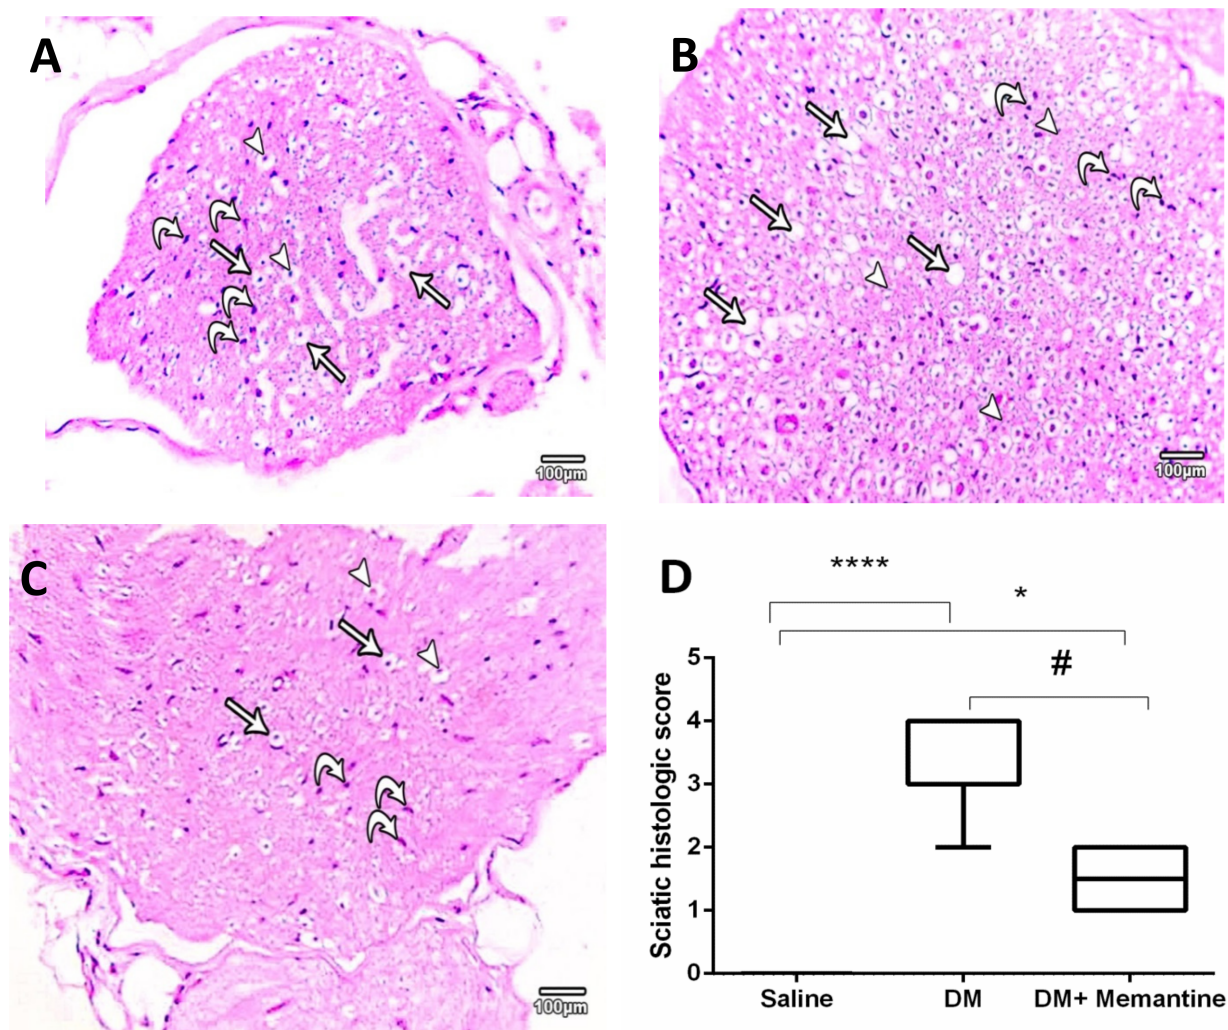 A
B
100µm
100µm
C
100µm
D
****
*
#
Sciatic histologic score
5
4
3
2
1
0
Saline
DM
DM+ Memantine